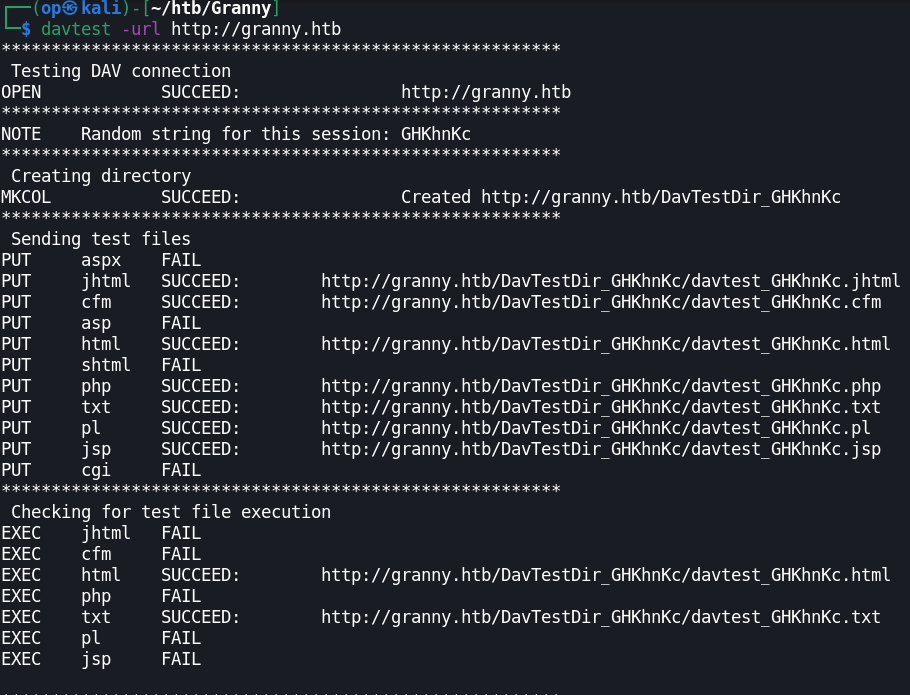 ┌──(op㉿kali)-[~/htb/Granny]
└─$ davtest -url http://granny.htb
********************************************************
 Testing DAV connection
OPEN            SUCCEED:                http://granny.htb
********************************************************
NOTE    Random string for this session: GHKhnKc
********************************************************
 Creating directory
MKCOL           SUCCEED:                Created http://granny.htb/DavTestDir_GHKhnKc
********************************************************
 Sending test files
PUT     aspx    FAIL
PUT     jhtml   SUCCEED:        http://granny.htb/DavTestDir_GHKhnKc/davtest_GHKhnKc.jhtml
PUT     cfm     SUCCEED:        http://granny.htb/DavTestDir_GHKhnKc/davtest_GHKhnKc.cfm
PUT     asp     FAIL
PUT     html    SUCCEED:        http://granny.htb/DavTestDir_GHKhnKc/davtest_GHKhnKc.html
PUT     shtml   FAIL
PUT     php     SUCCEED:        http://granny.htb/DavTestDir_GHKhnKc/davtest_GHKhnKc.php
PUT     txt     SUCCEED:        http://granny.htb/DavTestDir_GHKhnKc/davtest_GHKhnKc.txt
PUT     pl      SUCCEED:        http://granny.htb/DavTestDir_GHKhnKc/davtest_GHKhnKc.pl
PUT     jsp     SUCCEED:        http://granny.htb/DavTestDir_GHKhnKc/davtest_GHKhnKc.jsp
PUT     cgi     FAIL
********************************************************
 Checking for test file execution
EXEC    jhtml   FAIL
EXEC    cfm     FAIL
EXEC    html    SUCCEED:        http://granny.htb/DavTestDir_GHKhnKc/davtest_GHKhnKc.html
EXEC    php     FAIL
EXEC    txt     SUCCEED:        http://granny.htb/DavTestDir_GHKhnKc/davtest_GHKhnKc.txt
EXEC    pl      FAIL
EXEC    jsp     FAIL

********************************************************